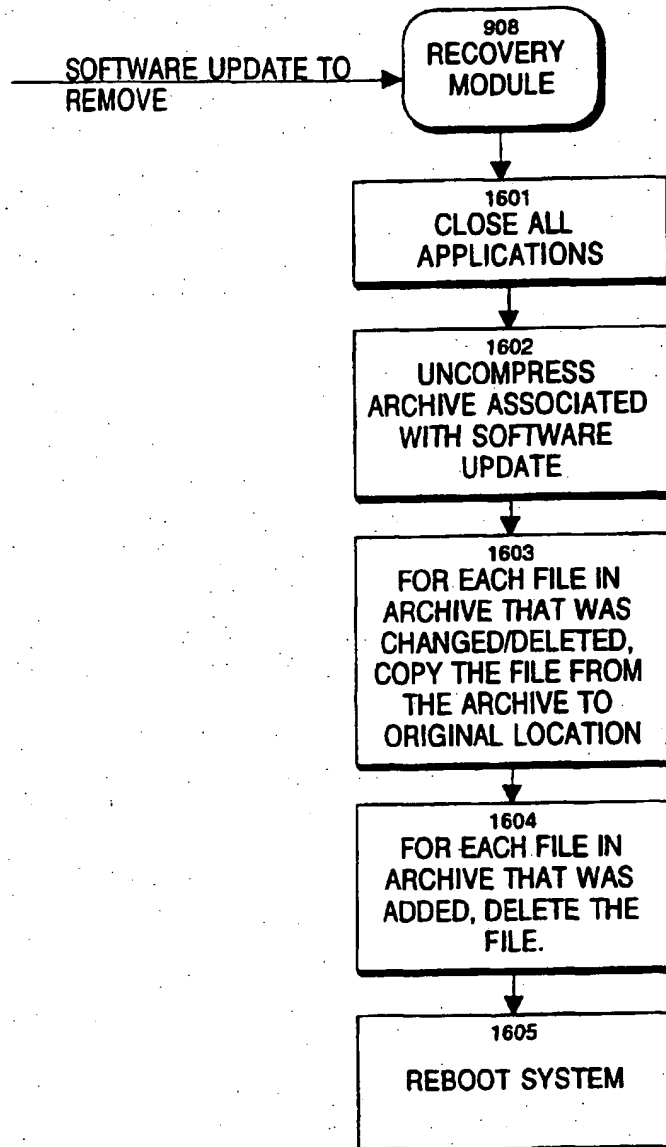 SOFTWARE UPDATE TO
REMOVE
908
RECOVERY
MODULE
1601
CLOSE ALL
APPLICATIONS
1602
UNCOMPRESS
ARCHIVE ASSOCIATED
WITH SOFTWARE
UPDATE
1603
FOR EACH FILE IN
ARCHIVE THAT WAS
CHANGED/DELETED,
COPY THE FILE FROM
THE ARCHIVE TO
ORIGINAL LOCATION
1604
FOR EACH FILE IN
ARCHIVE THAT WAS
ADDED, DELETE THE
FILE.
1605
REBOOT SYSTEM